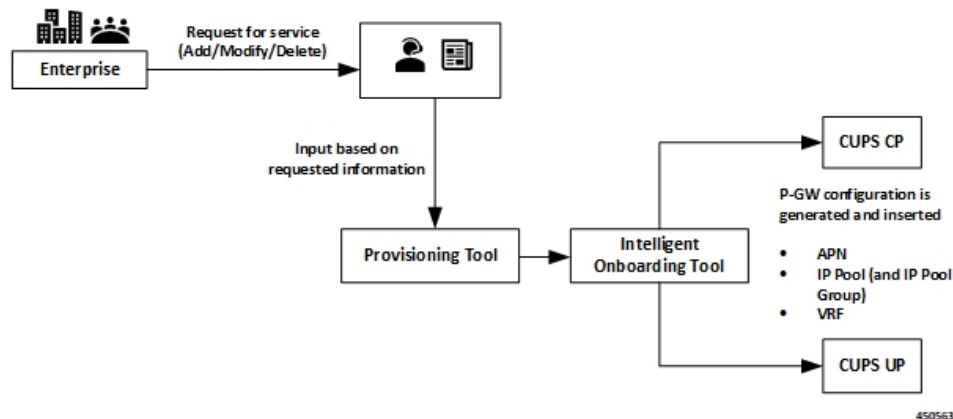 Request for service
(Add/Modify/Delete)
Enterprise
Input based on
requested information
CUPS CP
P-GW configuration is
generated and inserted
• APN
• IP Pool (and IP Pool
Group)
• VRF
Provisioning Tool
Intelligent
Onboarding Tool
CUPS UP
450563